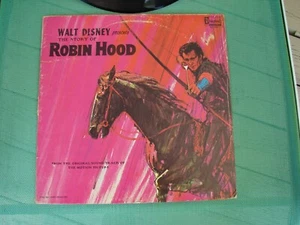 WALT DISNEY presents
THE STORY OF
ROBIN HOOD
FROM THE ORIGINAL SOUND TRACK OF
THE MOTION PICTURE